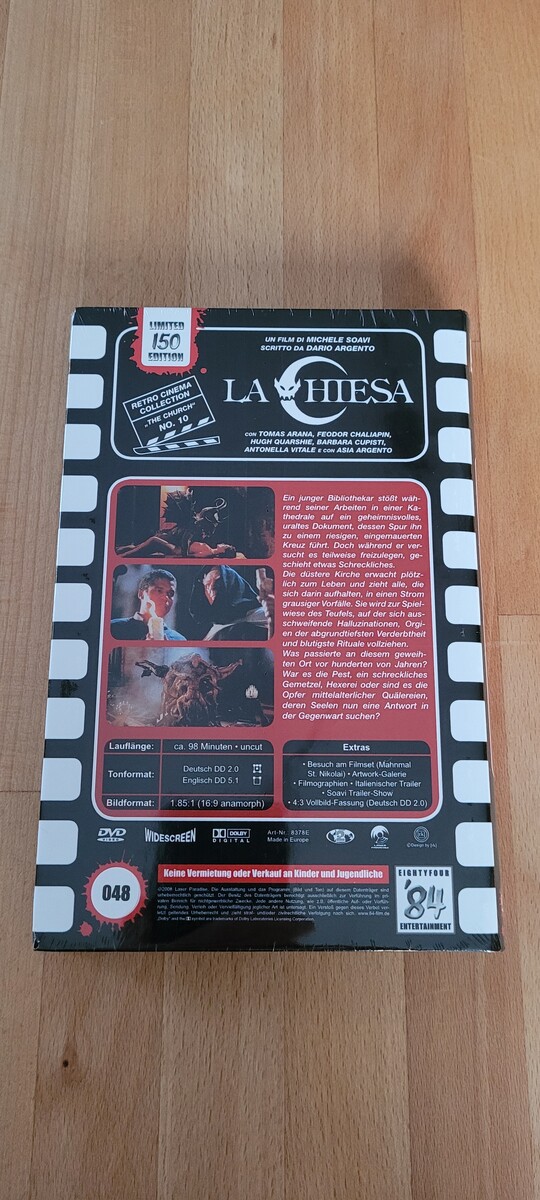 LIMITED
150
EDITION
UN FILM DI MICHELE SOAVI
SCRITTO DA DARIO ARGENTO
LA CHIESA
RETRO CINEMA
COLLECTION
„THE CHURCH"
NO. 10
CON TOMAS ARANA, FEODOR CHALIAPIN,
HUGH QUARSHIE, BARBARA CUPISTI,
ANTONELLA VITALE E CON ASIA ARGENTO
Ein junger Bibliothekar stößt wäh-
rend seiner Arbeiten in einer Ka-
thedrale auf ein geheimnisvolles,
uraltes Dokument, dessen Spur ihn
zu einem riesigen, eingemauerten
Kreuz führt. Doch während er ver-
sucht es teilweise freizulegen, ge-
schieht etwas Schreckliches.
Die düstere Kirche erwacht plötz-
lich zum Leben und zieht alle, die
sich darin aufhalten, in einen Strom
grausiger Vorfälle. Sie wird zur Spiel-
wiese des Teufels, auf der sich aus-
schweifende Halluzinationen, Orgi-
en der abgrundtiefsten Verderbtheit
und blutigste Rituale vollziehen.
Was passierte an diesem geweih-
ten Ort vor hunderten von Jahren?
War es die Pest, ein schreckliches
Gemetzel, Hexerei oder sind es die
Opfer mittelalterlicher Quälereien,
deren Seelen nun eine Antwort in
der Gegenwart suchen?
Lauflänge: ca. 98 Minuten • uncut
Tonformat: Deutsch DD 2.0
Englisch DD 5.1
Bildformat: 1.85:1 (16:9 anamorph)
Extras
• Besuch am Filmset (Mahnmal
St. Nikolai) • Artwork-Galerie
• Filmographien • Italienischer Trailer
• Soavi Trailer-Show
• 4:3 Vollbild-Fassung (Deutsch DD 2.0)
DVD VIDEO
WIDESCREEN
DOLBY DIGITAL
Art-Nr.: 8378E
Made in Europe
048
Keine Vermietung oder Verkauf an Kinder und Jugendliche
EIGHTYFOUR
'84
ENTERTAINMENT